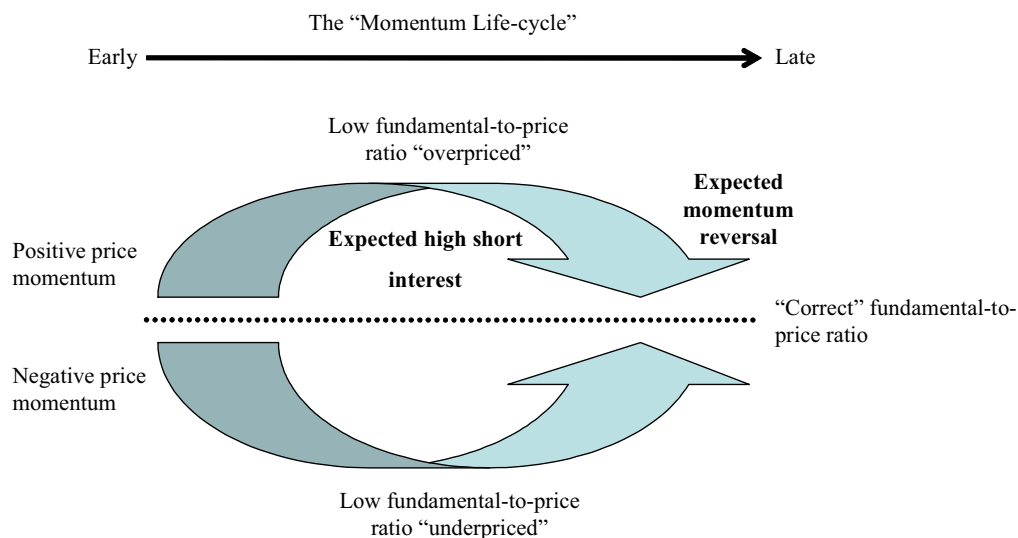 The “Momentum Life-cycle”
Early
Late
Low fundamental-to-price
ratio “overpriced”
Expected
momentum
reversal
Positive price
momentum
Expected high short
interest
“Correct” fundamental-to-
price ratio
Negative price
momentum
Low fundamental-to-price
ratio “underpriced”